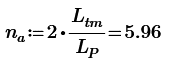 n_a := 2 · L_tm / L_P = 5.96